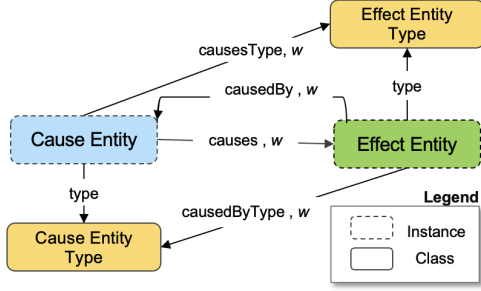 Effect Entity
Type
causesType, w
causedBy , w
type
Cause Entity
causes , w
Effect Entity
type
causedByType , w
Cause Entity
Type
Legend
Instance
Class